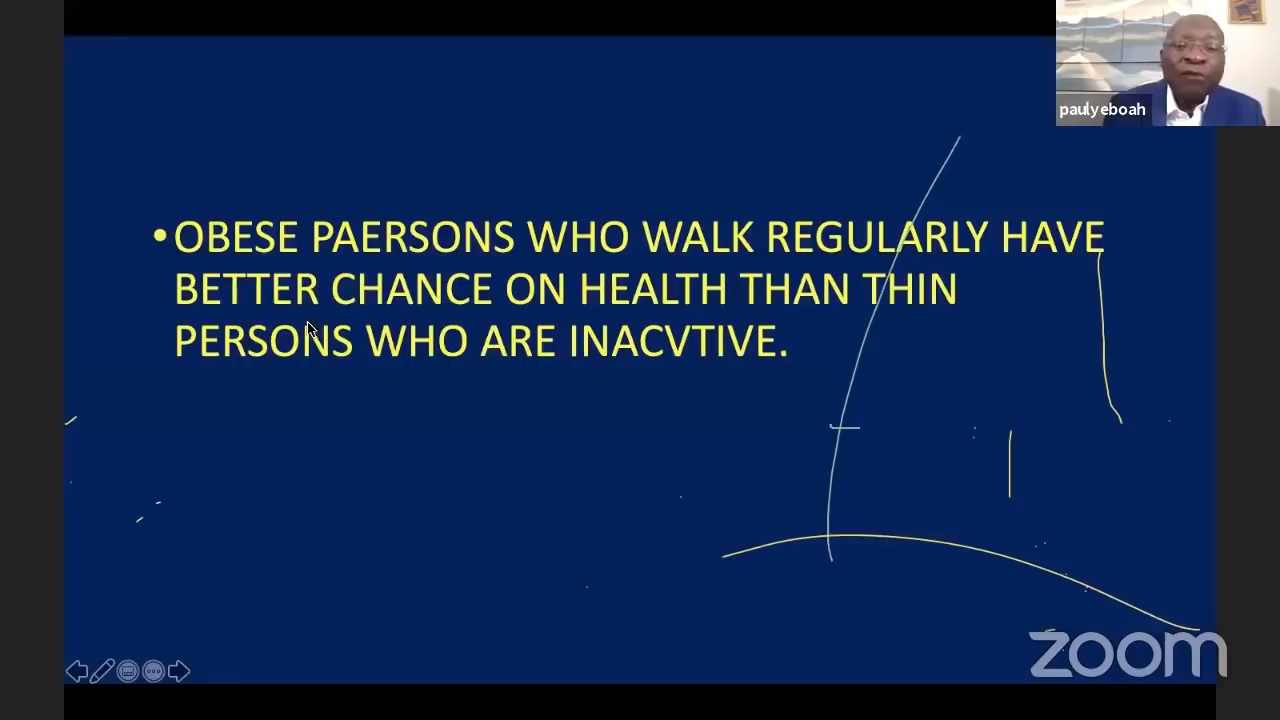 paulyeboah
• OBESE PAERSONS WHO WALK REGULARLY HAVE
BETTER CHANCE ON HEALTH THAN THIN
PERSONS WHO ARE INACVTIVE.
zoom